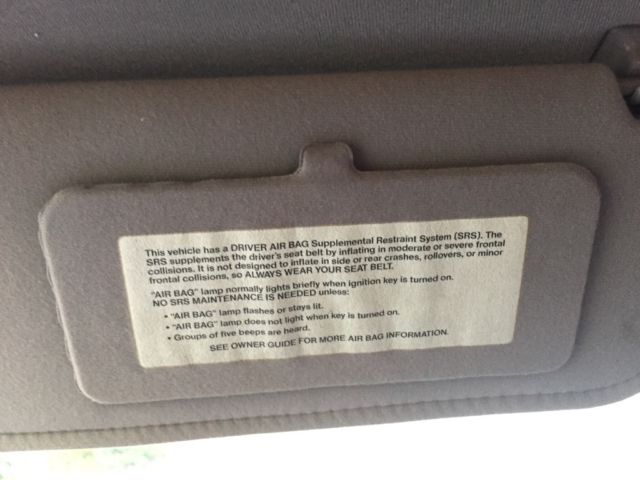 This vehicle has a DRIVER AIR BAG Supplemental Restraint System (SRS). The
SRS supplements the driver's seat belt by inflating in moderate or severe frontal
collisions. It is not designed to inflate in side or rear crashes, rollovers, or minor
frontal collisions, so ALWAYS WEAR YOUR SEAT BELT.
"AIR BAG" lamp normally lights briefly when ignition key is turned on.
NO SRS MAINTENANCE IS NEEDED unless:
• "AIR BAG" lamp flashes or stays lit.
• "AIR BAG" lamp does not light when key is turned on.
• Groups of five beeps are heard.
SEE OWNER GUIDE FOR MORE AIR BAG INFORMATION.